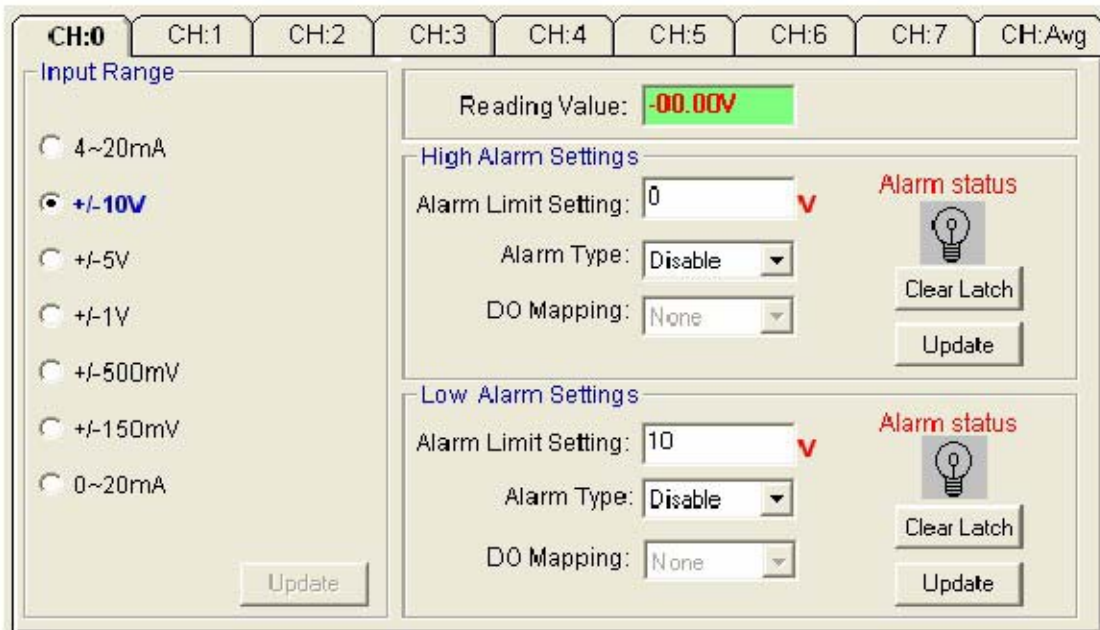 CH:0 CH:1 CH:2 CH:3 CH:4 CH:5 CH:6 CH:7 CH:Avg
Input Range
4~20mA
+/-10V
+/-5V
+/-1V
+/-500mV
+/-150mV
0~20mA
Update
Reading Value: -00.00V
High Alarm Settings
Alarm Limit Setting: 0 V
Alarm Type: Disable
DO Mapping: None
Alarm status
Clear Latch
Update
Low Alarm Settings
Alarm Limit Setting: 10 V
Alarm Type: Disable
DO Mapping: None
Alarm status
Clear Latch
Update